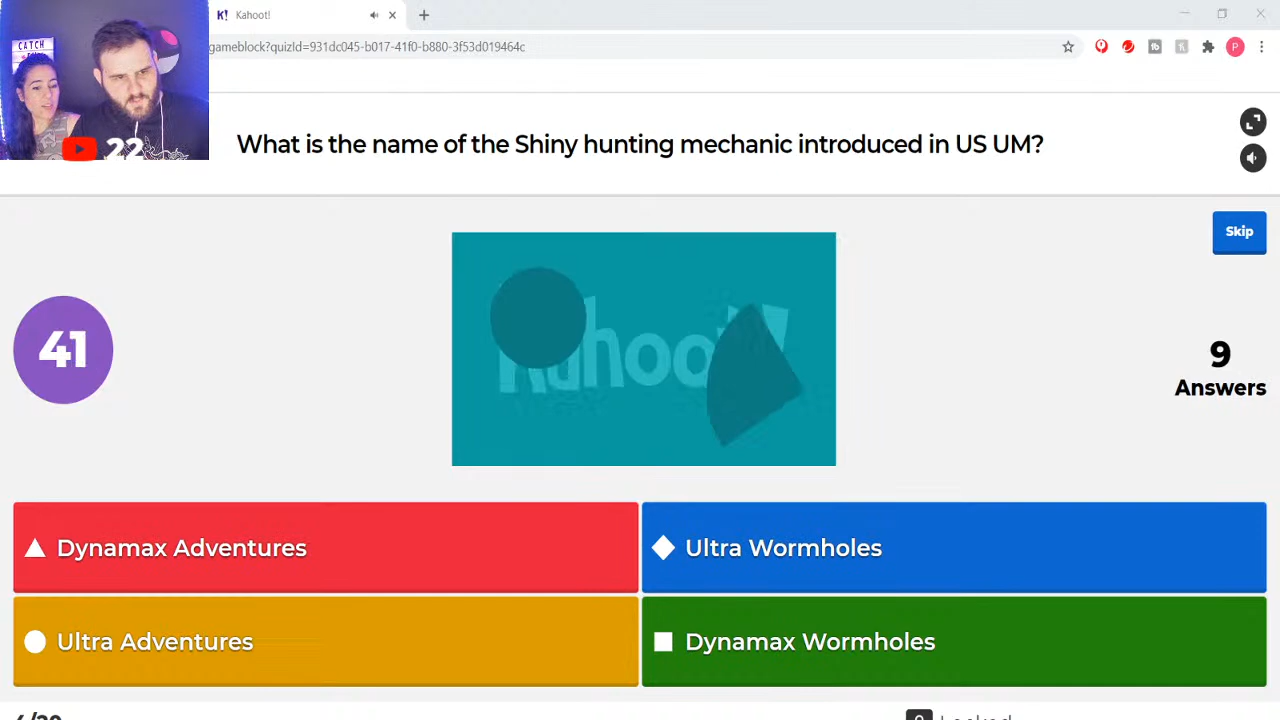 CATCH
K! Kahoot!
gameblock?quizId=931dc045-b017-41f0-b880-3f53d019464c
P
22
What is the name of the Shiny hunting mechanic introduced in US UM?
Skip
41
Kahoot!
9
Answers
Dynamax Adventures
Ultra Wormholes
Ultra Adventures
Dynamax Wormholes